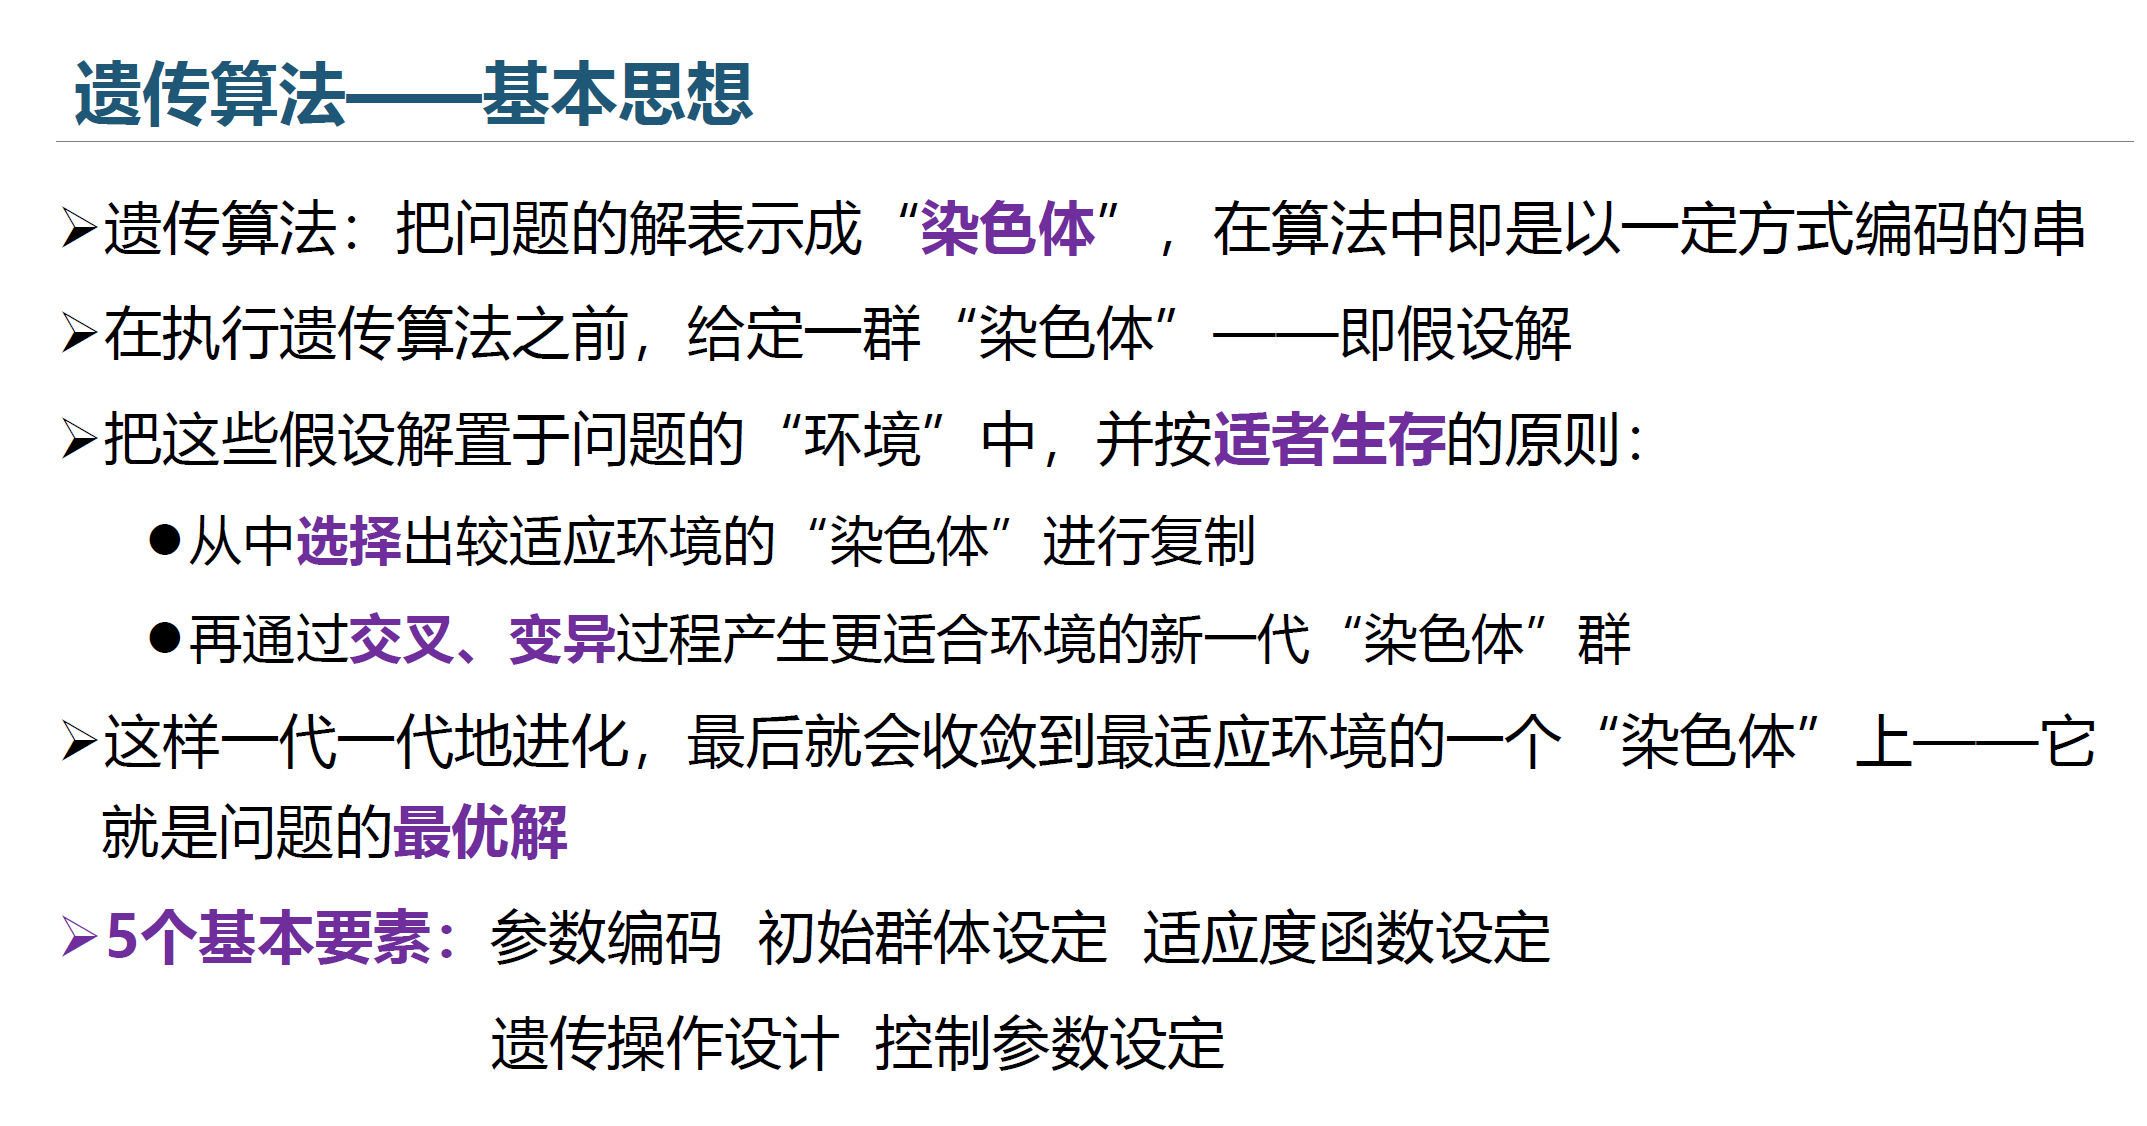 遗传算法——基本思想
➢遗传算法：把问题的解表示成“染色体”，在算法中即是以一定方式编码的串
➢在执行遗传算法之前，给定一群“染色体”——即假设解
➢把这些假设解置于问题的“环境”中，并按适者生存的原则：
●从中选择出较适应环境的“染色体”进行复制
●再通过交叉、变异过程产生更适合环境的新一代“染色体”群
➢这样一代一代地进化，最后就会收敛到最适应环境的一个“染色体”上——它
就是问题的最优解
➢5个基本要素：参数编码 初始群体设定 适应度函数设定
遗传操作设计 控制参数设定